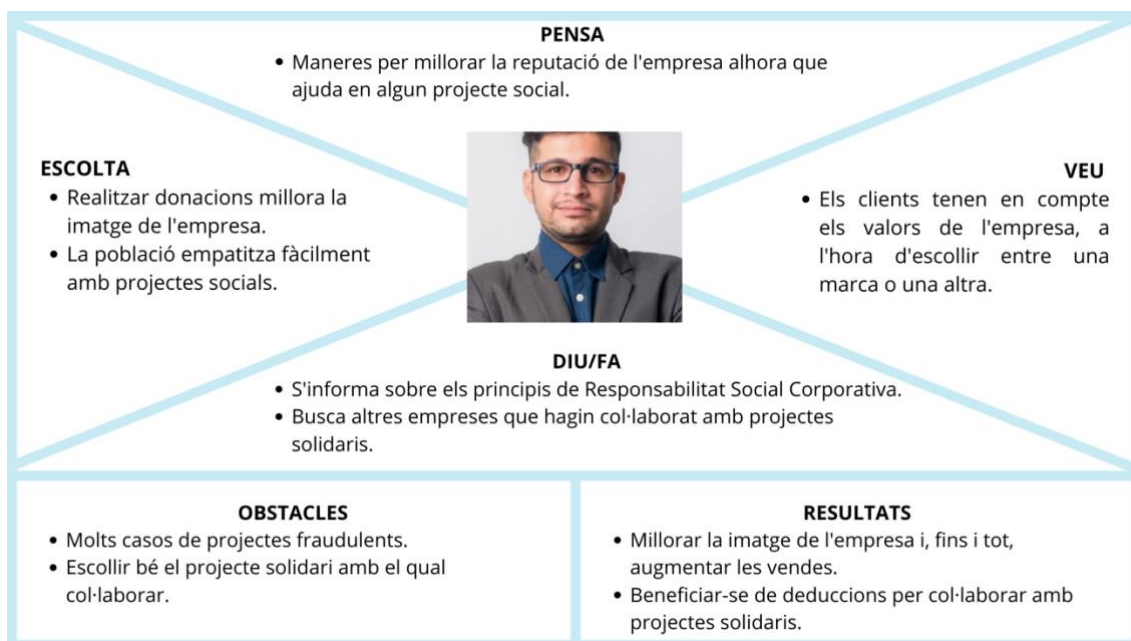 PENSA
• Maneres per millorar la reputació de l'empresa alhora que
ajuda en algun projecte social.
ESCOLTA
• Realitzar donacions millora la
imatge de l'empresa.
• La població empatitza fàcilment
amb projectes socials.
VEU
• Els clients tenen en compte
els valors de l'empresa, a
l'hora d'escollir entre una
marca o una altra.
DIU/FA
• S'informa sobre els principis de Responsabilitat Social Corporativa.
• Busca altres empreses que hagin col·laborat amb projectes
solidaris.
OBSTACLES
• Molts casos de projectes fraudulents.
• Escollir bé el projecte solidari amb el qual
col·laborar.
RESULTATS
• Millorar la imatge de l'empresa i, fins i tot,
augmentar les vendes.
• Beneficiar-se de deduccions per col·laborar amb
projectes solidaris.